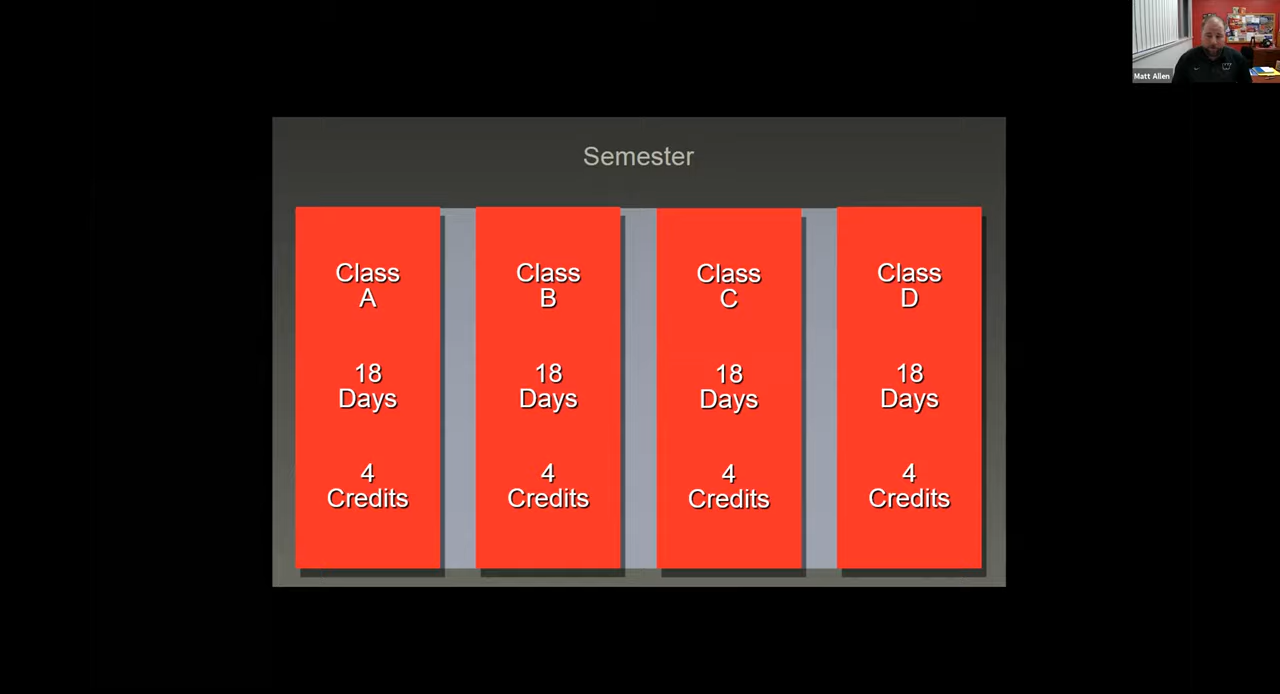 Matt Allen
Semester
Class
A
18
Days
4
Credits
Class
B
18
Days
4
Credits
Class
C
18
Days
4
Credits
Class
D
18
Days
4
Credits